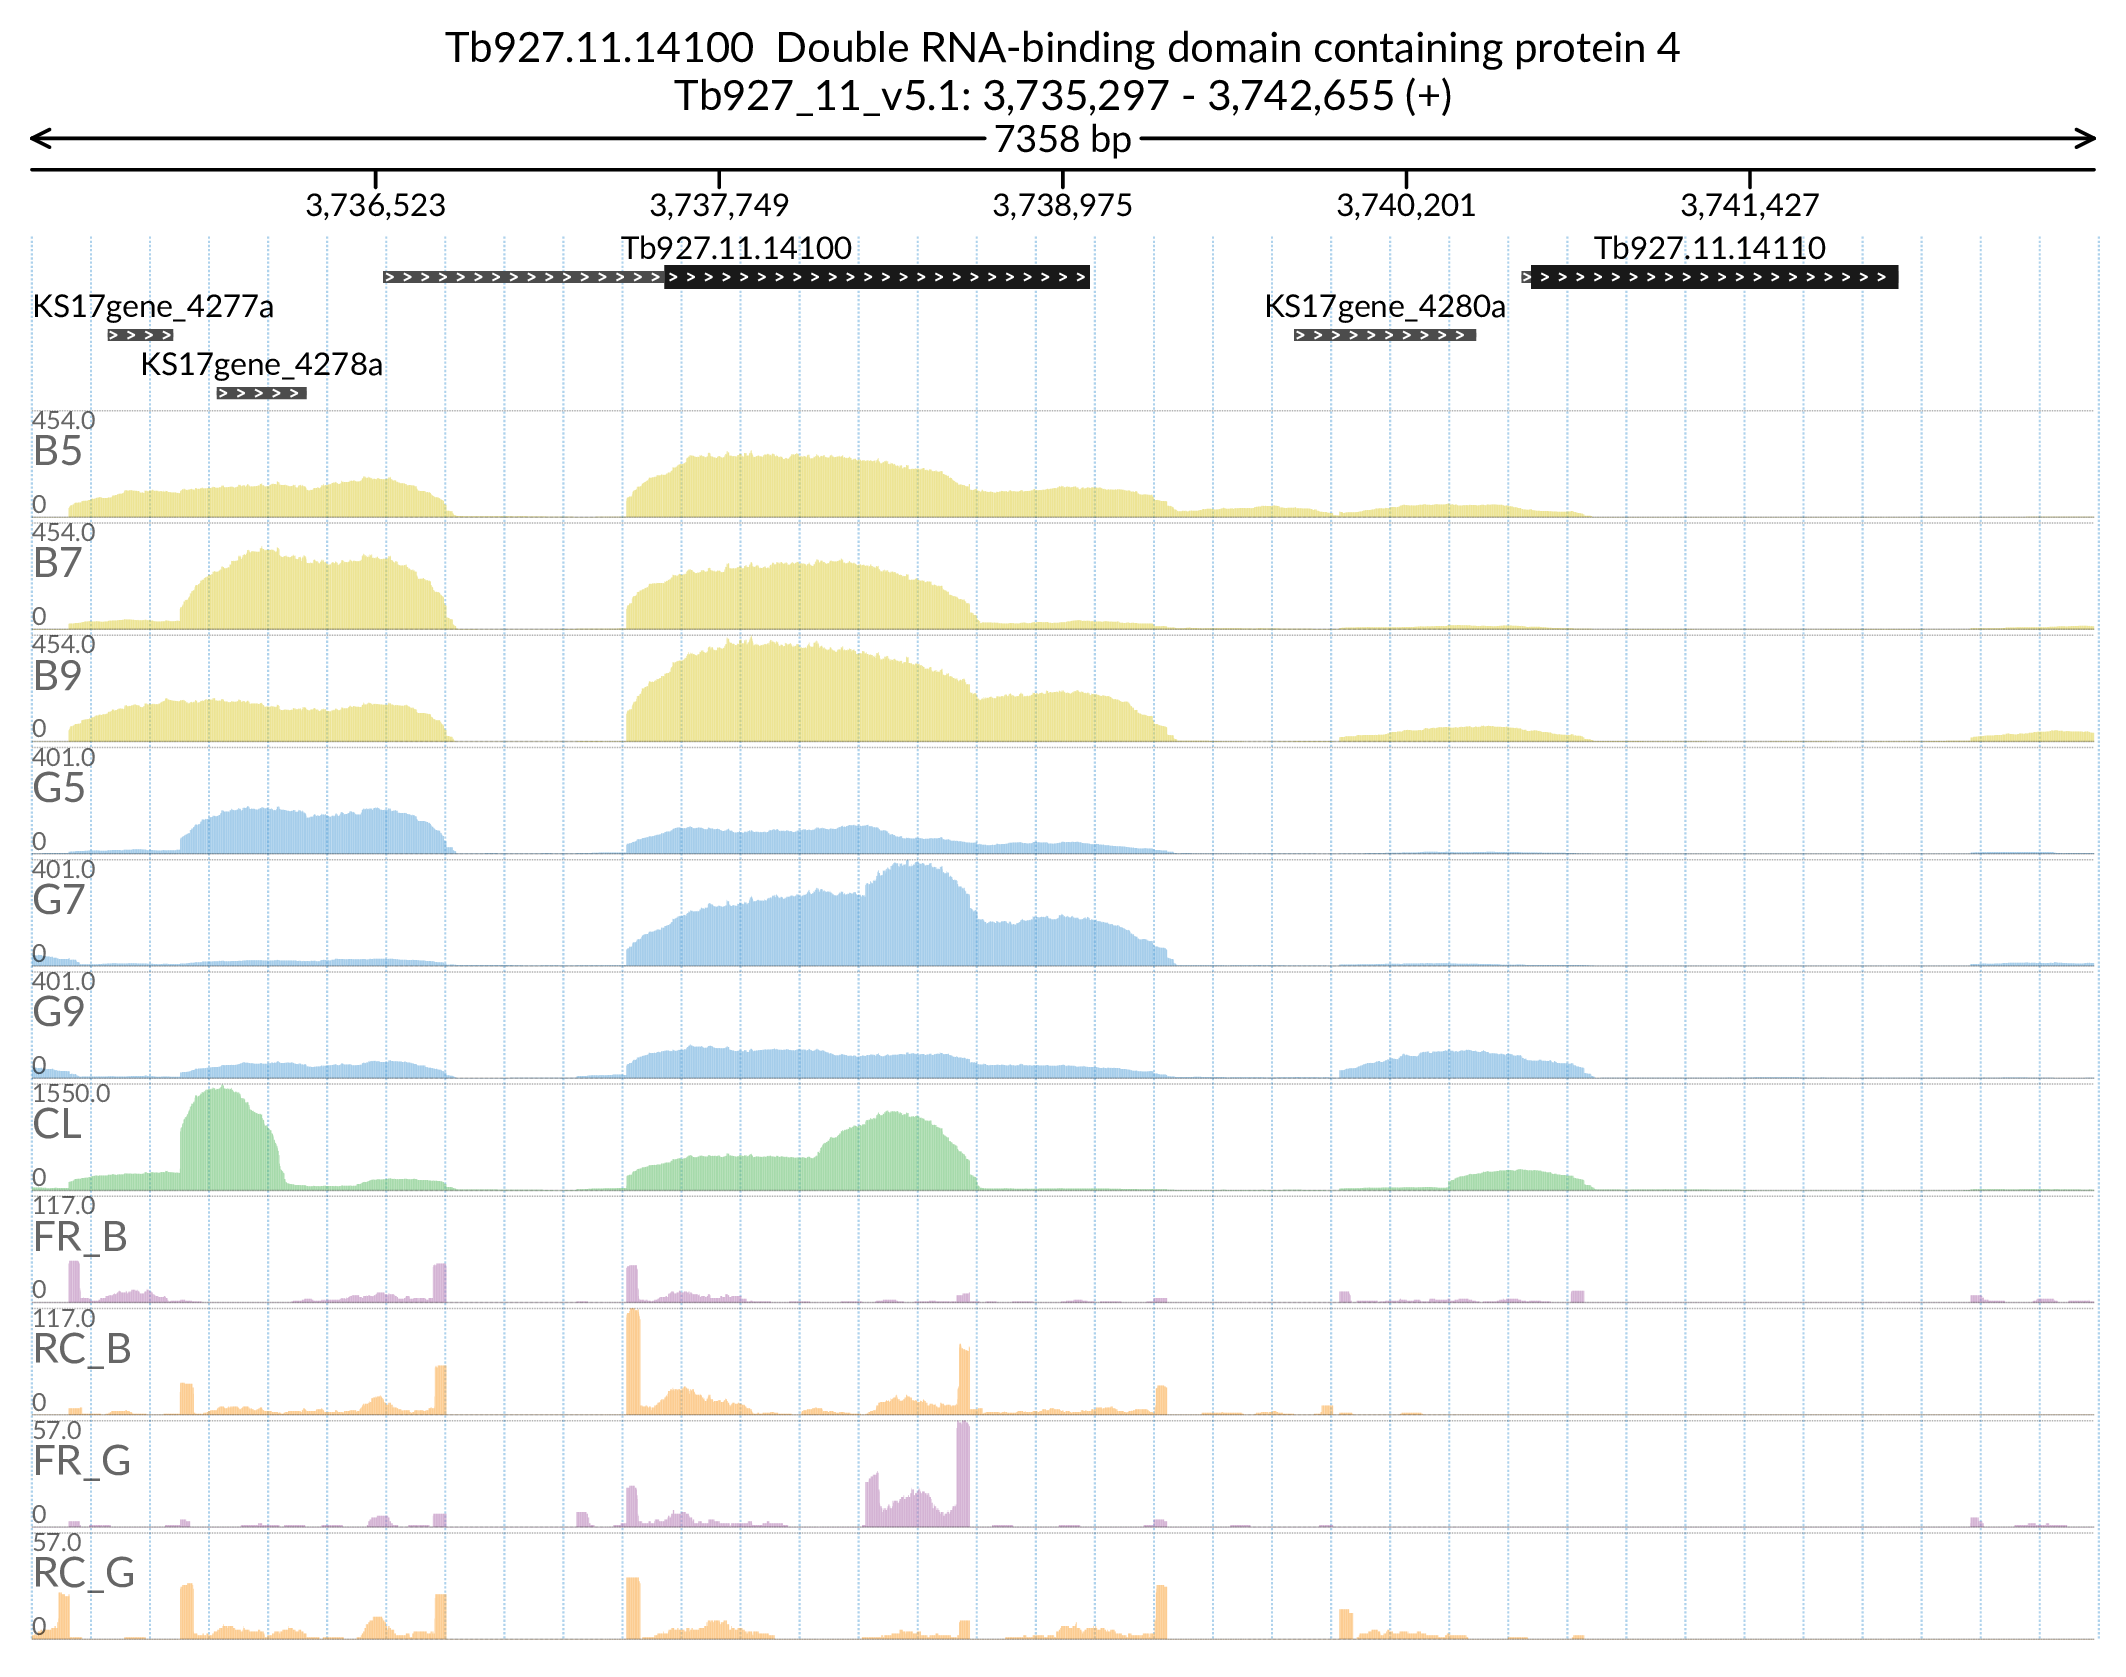 Tb927.11.14100  Double RNA-binding domain containing protein 4
Tb927_11_v5.1: 3,735,297 - 3,742,655 (+)
7358 bp
3,736,523 3,737,749 3,738,975 3,740,201 3,741,427
Tb927.11.14100 Tb927.11.14110
KS17gene_4277a KS17gene_4280a
KS17gene_4278a
454.0
B5
0
454.0
B7
0
454.0
B9
0
401.0
G5
0
401.0
G7
0
401.0
G9
0
1550.0
CL
0
117.0
FR_B
0
117.0
RC_B
0
57.0
FR_G
0
57.0
RC_G
0